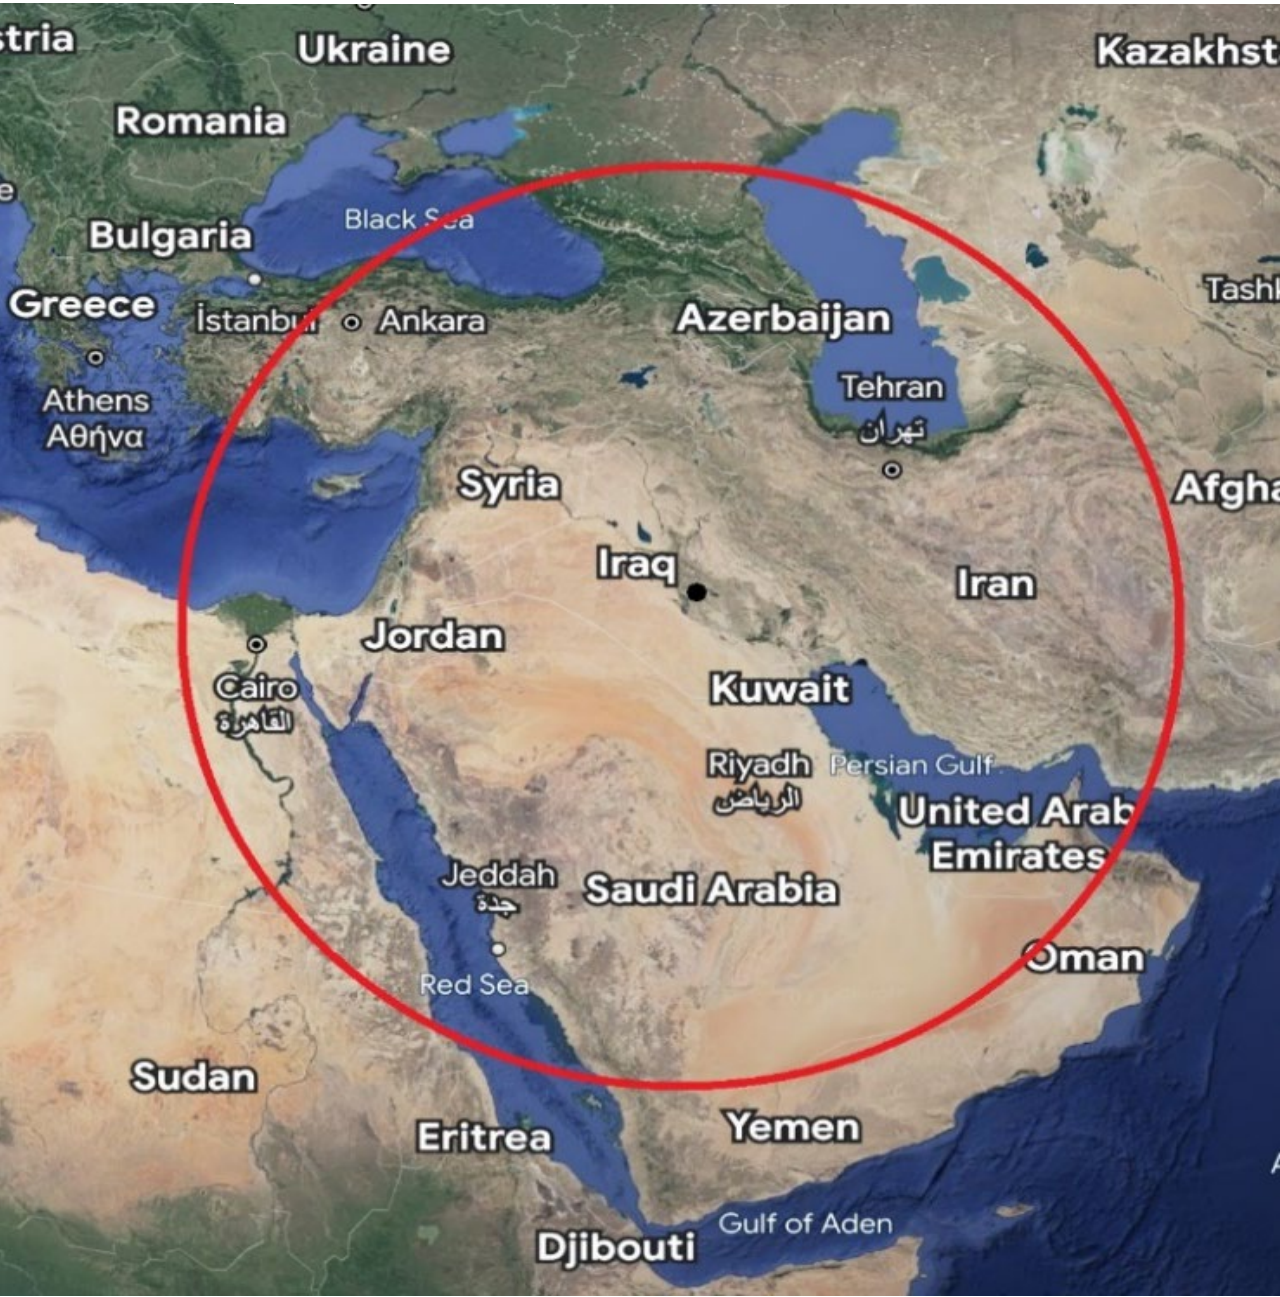 stria
Ukraine
Kazakhst
Romania
e
Black Sea
Bulgaria
Tashk
Greece
İstanbul
Ankara
Azerbaijan
Tehran
تهران
Athens
Αθήνα
Syria
Afgha
Iraq
Iran
Jordan
Cairo
القاهرة
Kuwait
Riyadh
الرياض
Persian Gulf
United Arab
Emirates
Jeddah
جدة
Saudi Arabia
Oman
Red Sea
Sudan
Eritrea
Yemen
A
Gulf of Aden
Djibouti